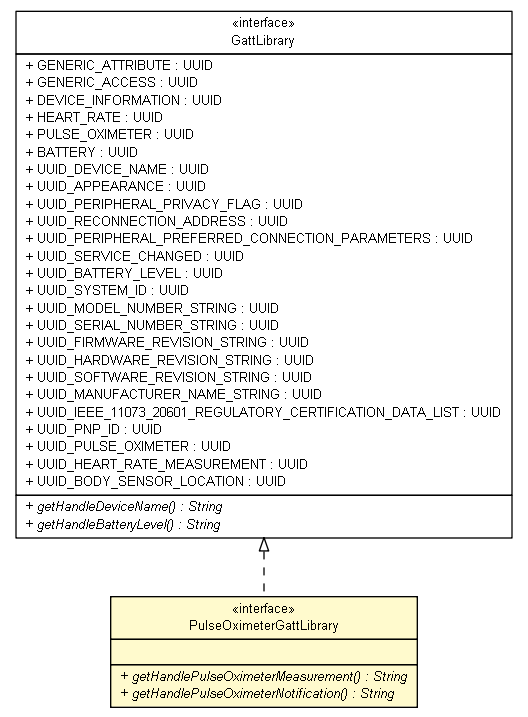 «interface»
GattLibrary
+ GENERIC_ATTRIBUTE : UUID
+ GENERIC_ACCESS : UUID
+ DEVICE_INFORMATION : UUID
+ HEART_RATE : UUID
+ PULSE_OXIMETER : UUID
+ BATTERY : UUID
+ UUID_DEVICE_NAME : UUID
+ UUID_APPEARANCE : UUID
+ UUID_PERIPHERAL_PRIVACY_FLAG : UUID
+ UUID_RECONNECTION_ADDRESS : UUID
+ UUID_PERIPHERAL_PREFERRED_CONNECTION_PARAMETERS : UUID
+ UUID_SERVICE_CHANGED : UUID
+ UUID_BATTERY_LEVEL : UUID
+ UUID_SYSTEM_ID : UUID
+ UUID_MODEL_NUMBER_STRING : UUID
+ UUID_SERIAL_NUMBER_STRING : UUID
+ UUID_FIRMWARE_REVISION_STRING : UUID
+ UUID_HARDWARE_REVISION_STRING : UUID
+ UUID_SOFTWARE_REVISION_STRING : UUID
+ UUID_MANUFACTURER_NAME_STRING : UUID
+ UUID_IEEE_11073_20601_REGULATORY_CERTIFICATION_DATA_LIST : UUID
+ UUID_PNP_ID : UUID
+ UUID_PULSE_OXIMETER : UUID
+ UUID_HEART_RATE_MEASUREMENT : UUID
+ UUID_BODY_SENSOR_LOCATION : UUID
+ getHandleDeviceName() : String
+ getHandleBatteryLevel() : String
«interface»
PulseOximeterGattLibrary
+ getHandlePulseOximeterMeasurement() : String
+ getHandlePulseOximeterNotification() : String